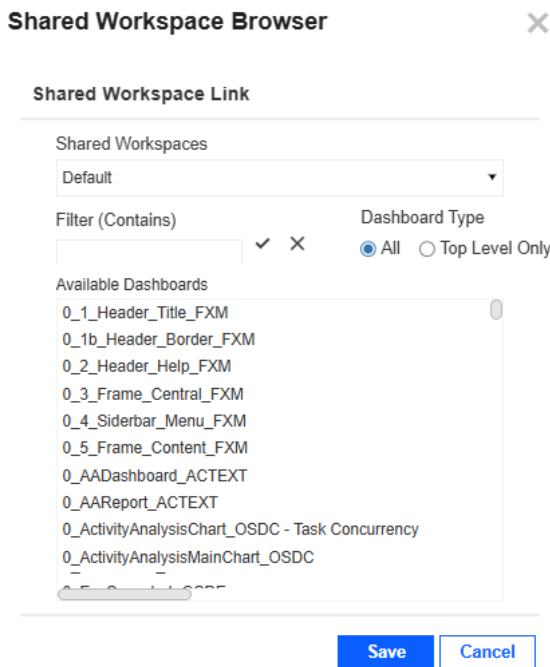 Shared Workspace Browser
Shared Workspace Link
Shared Workspaces
Default
Filter (Contains)
Dashboard Type
All
Top Level Only
Available Dashboards
0_1_Header_Title_FXM
0_1b_Header_Border_FXM
0_2_Header_Help_FXM
0_3_Frame_Central_FXM
0_4_Siderbar_Menu_FXM
0_5_Frame_Content_FXM
0_AADashboard_ACTEXT
0_AAReport_ACTEXT
0_ActivityAnalysisChart_OSDC - Task Concurrency
0_ActivityAnalysisMainChart_OSDC
Save
Cancel